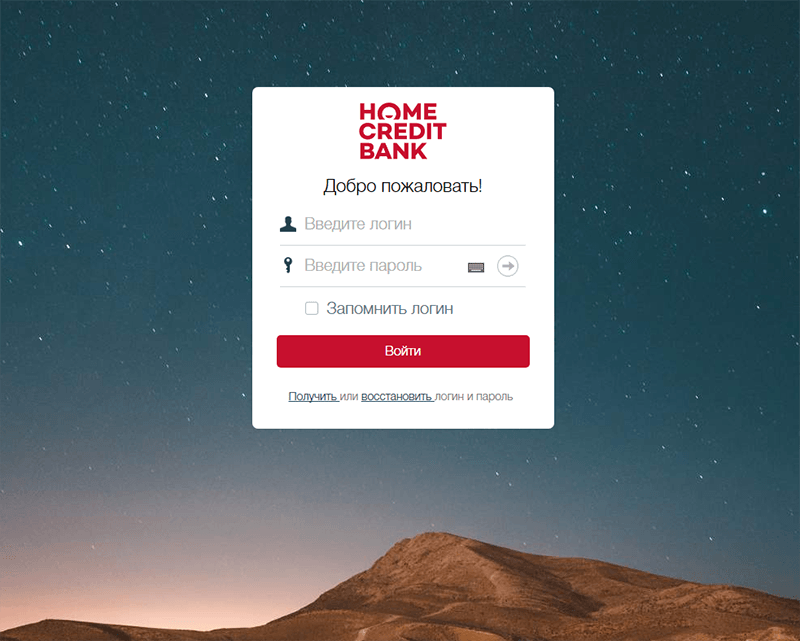 HOME
CREDIT
BANK
Добро пожаловать!
Введите логин
Введите пароль
Запомнить логин
Войти
Получить или восстановить логин и пароль